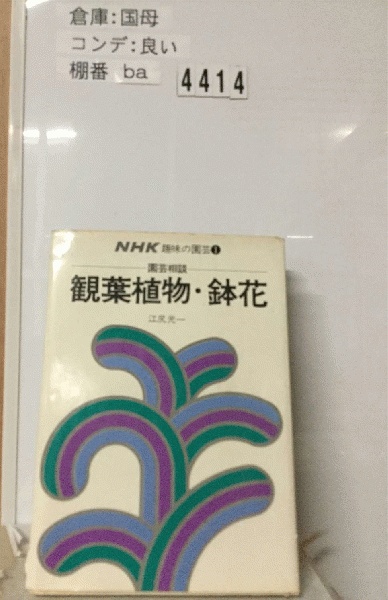 倉庫:国母
コンデ:良い
棚番 ba 4414
NHK 趣味の園芸1
園芸相談
観葉植物・鉢花
江尻光一